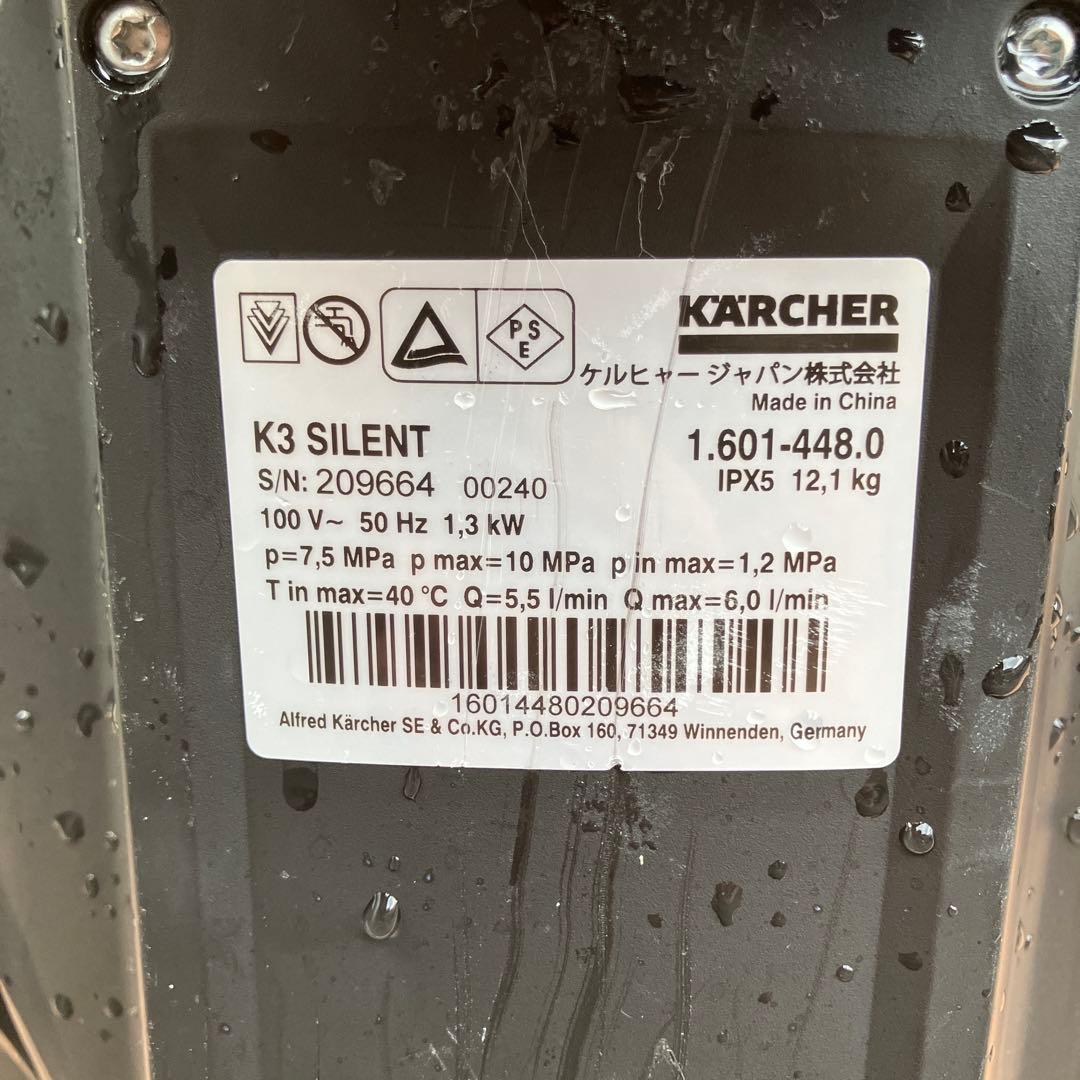 PSE
KÄRCHER
ケルヒャー ジャパン株式会社
Made in China
K3 SILENT
1.601-448.0
S/N: 209664 00240
IPX5 12,1 kg
100 V~ 50 Hz 1,3 kW
p=7,5 MPa p max=10 MPa p in max=1,2 MPa
T in max=40 °C Q=5,5 l/min Q max=6,0 l/min
16014480209664
Alfred Kärcher SE & Co.KG, P.O.Box 160, 71349 Winnenden, Germany